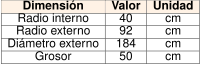 Dimensión Valor Unidad
Radio interno 40 cm
Radio externo 92 cm
Diámetro externo 184 cm
Grosor 50 cm